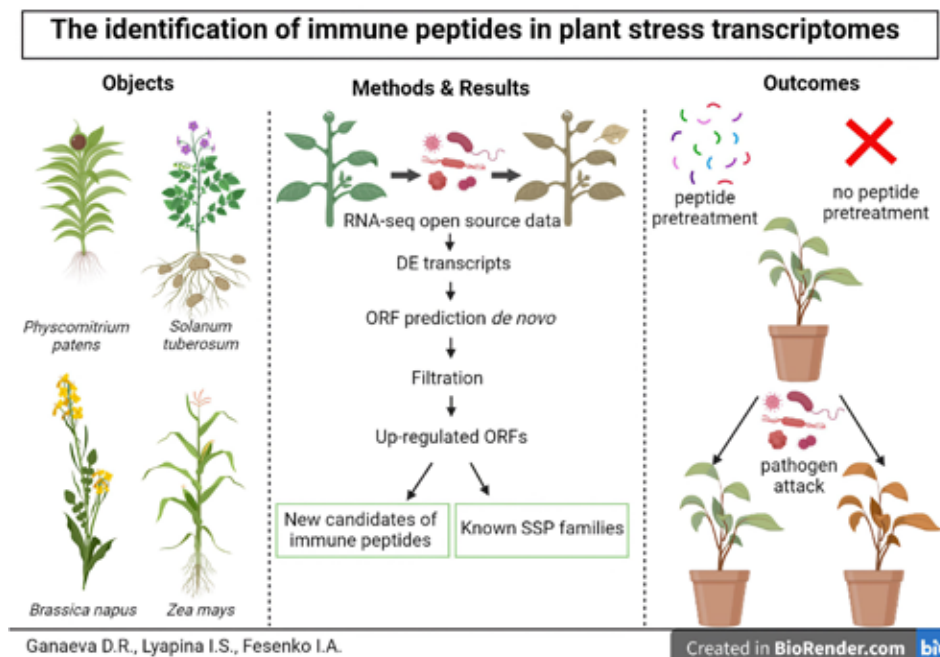 The identification of immune peptides in plant stress transcriptomes
Objects
Physcomitrium
patens
Solanum
tuberosum
Brassica napus
Zea mays
Methods & Results
RNA-seq open source data
DE transcripts
ORF prediction de novo
Filtration
Up-regulated ORFs
New candidates of
immune peptides
Known SSP families
Outcomes
peptide
pretreatment
no peptide
pretreatment
pathogen
attack
Ganaeva D.R., Lyapina I.S., Fesenko I.A.
Created in BioRender.com